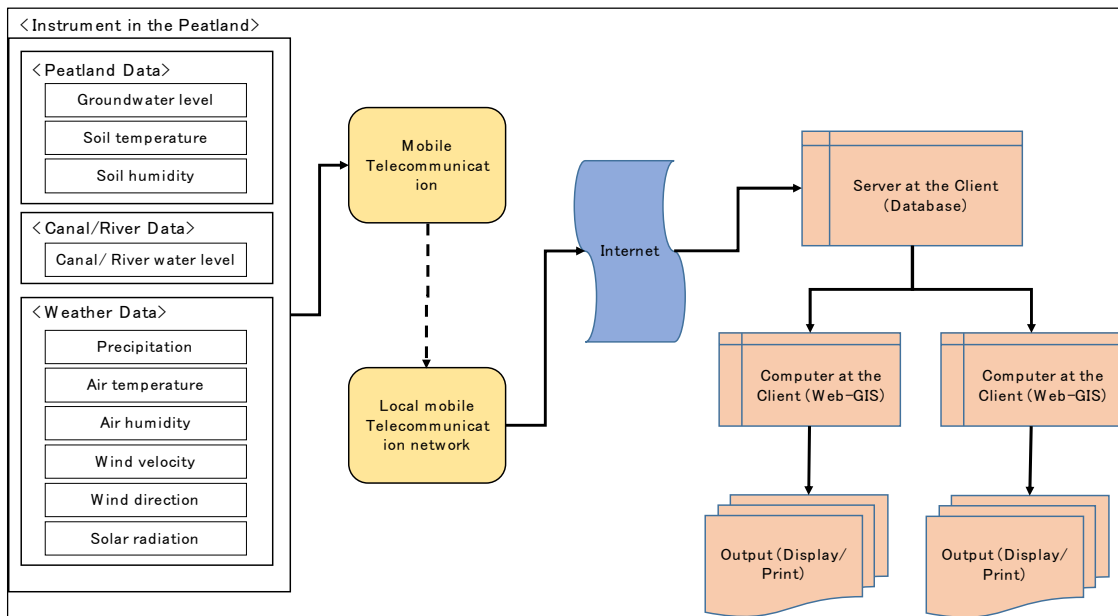 <Instrument in the Peatland>
<Peatland Data>
Groundwater level
Soil temperature
Soil humidity
<Canal/River Data>
Canal/ River water level
<Weather Data>
Precipitation
Air temperature
Air humidity
Wind velocity
Wind direction
Solar radiation
Mobile
Telecommunicat
ion
Local mobile
Telecommunicat
ion network
Internet
Server at the Client
(Database)
Computer at the
Client (Web-GIS)
Computer at the
Client (Web-GIS)
Output (Display/
Print)
Output (Display/
Print)